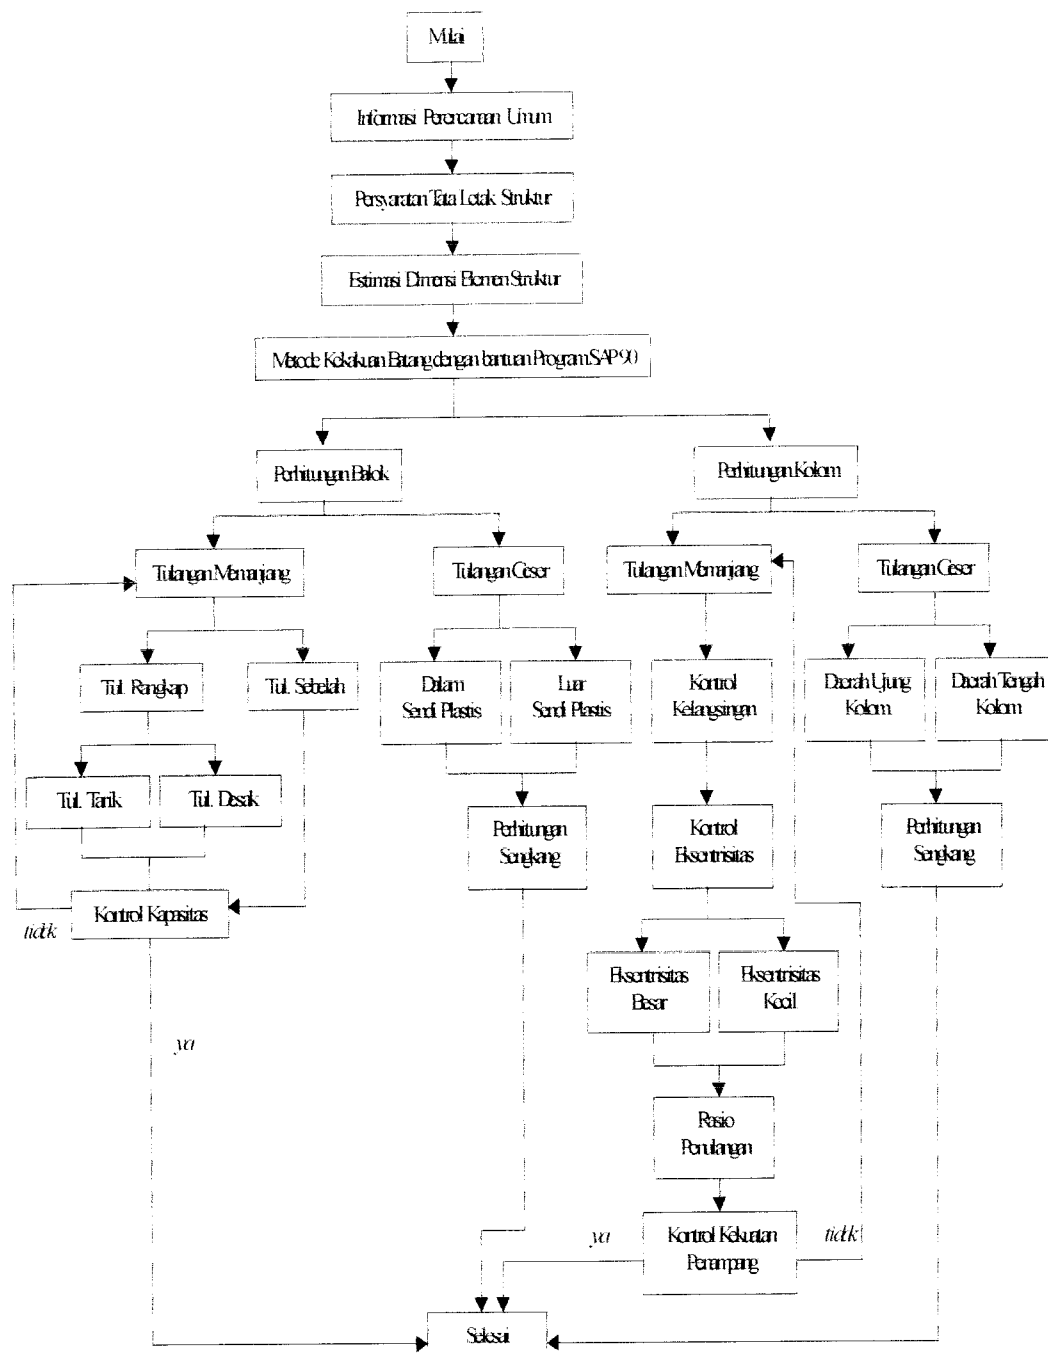 Mulai
Informasi Perencanaan Umum
Persyaratan Tata Letak Struktur
Estimasi Dimensi Elemen Struktur
Metode Kekakuan Batang dengan bantuan Program SAP 90
Perhitungan Balok
Perhitungan Kolom
Tulangan Memanjang
Tulangan Geser
Tulangan Memanjang
Tulangan Geser
Tul. Rangkap
Tul. Sebelah
Dalam
Sendi Plastis
Luar
Sendi Plastis
Kontrol
Kelangsingan
Daerah Ujung
Kolom
Daerah Tengah
Kolom
Tul. Tarik
Tul. Desak
Perhitungan
Sengkang
Kontrol
Eksentrisitas
Perhitungan
Sengkang
Kontrol Kapasitas
tidak
Eksentrisitas
Besar
Eksentrisitas
Kecil
ya
Rasio
Penulangan
ya
Kontrol Kekuatan
Penampang
tidak
Selesai